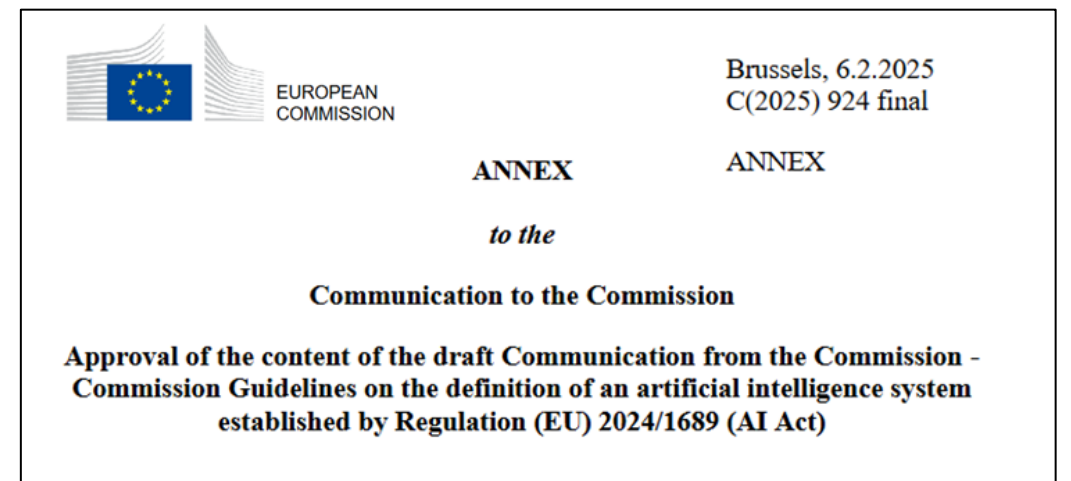 EUROPEAN
COMMISSION
Brussels, 6.2.2025
C(2025) 924 final
ANNEX
ANNEX
to the
Communication to the Commission
Approval of the content of the draft Communication from the Commission -
Commission Guidelines on the definition of an artificial intelligence system
established by Regulation (EU) 2024/1689 (AI Act)